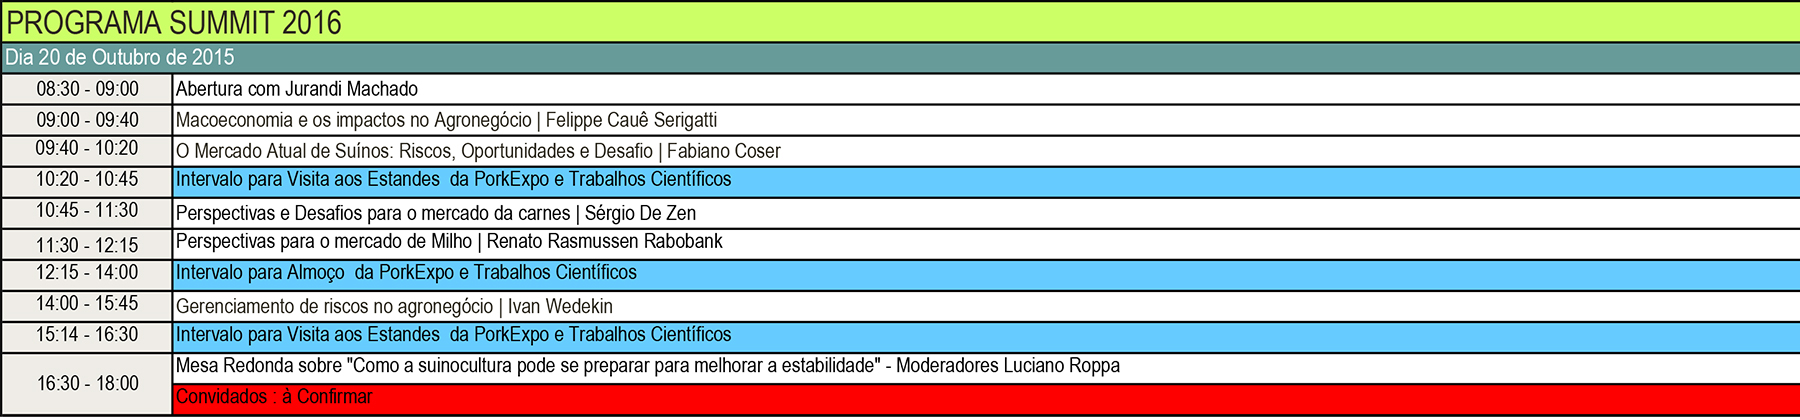 PROGRAMA SUMMIT 2016
Dia 20 de Outubro de 2015
08:30 - 09:00 Abertura com Jurandi Machado
09:00 - 09:40 Macoeconomia e os impactos no Agronegócio | Felippe Cauê Serigatti
09:40 - 10:20 O Mercado Atual de Suínos: Riscos, Oportunidades e Desafio | Fabiano Coser
10:20 - 10:45 Intervalo para Visita aos Estandes  da PorkExpo e Trabalhos Científicos
10:45 - 11:30 Perspectivas e Desafios para o mercado da carnes | Sérgio De Zen
11:30 - 12:15 Perspectivas para o mercado de Milho | Renato Rasmussen Rabobank
12:15 - 14:00 Intervalo para Almoço  da PorkExpo e Trabalhos Científicos
14:00 - 15:45 Gerenciamento de riscos no agronegócio | Ivan Wedekin
15:14 - 16:30 Intervalo para Visita aos Estandes  da PorkExpo e Trabalhos Científicos
16:30 - 18:00 Mesa Redonda sobre "Como a suinocultura pode se preparar para melhorar a estabilidade" - Moderadores Luciano Roppa
Convidados : à Confirmar